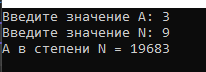 Введите значение A: 3
Введите значение N: 9
A в степени N = 19683